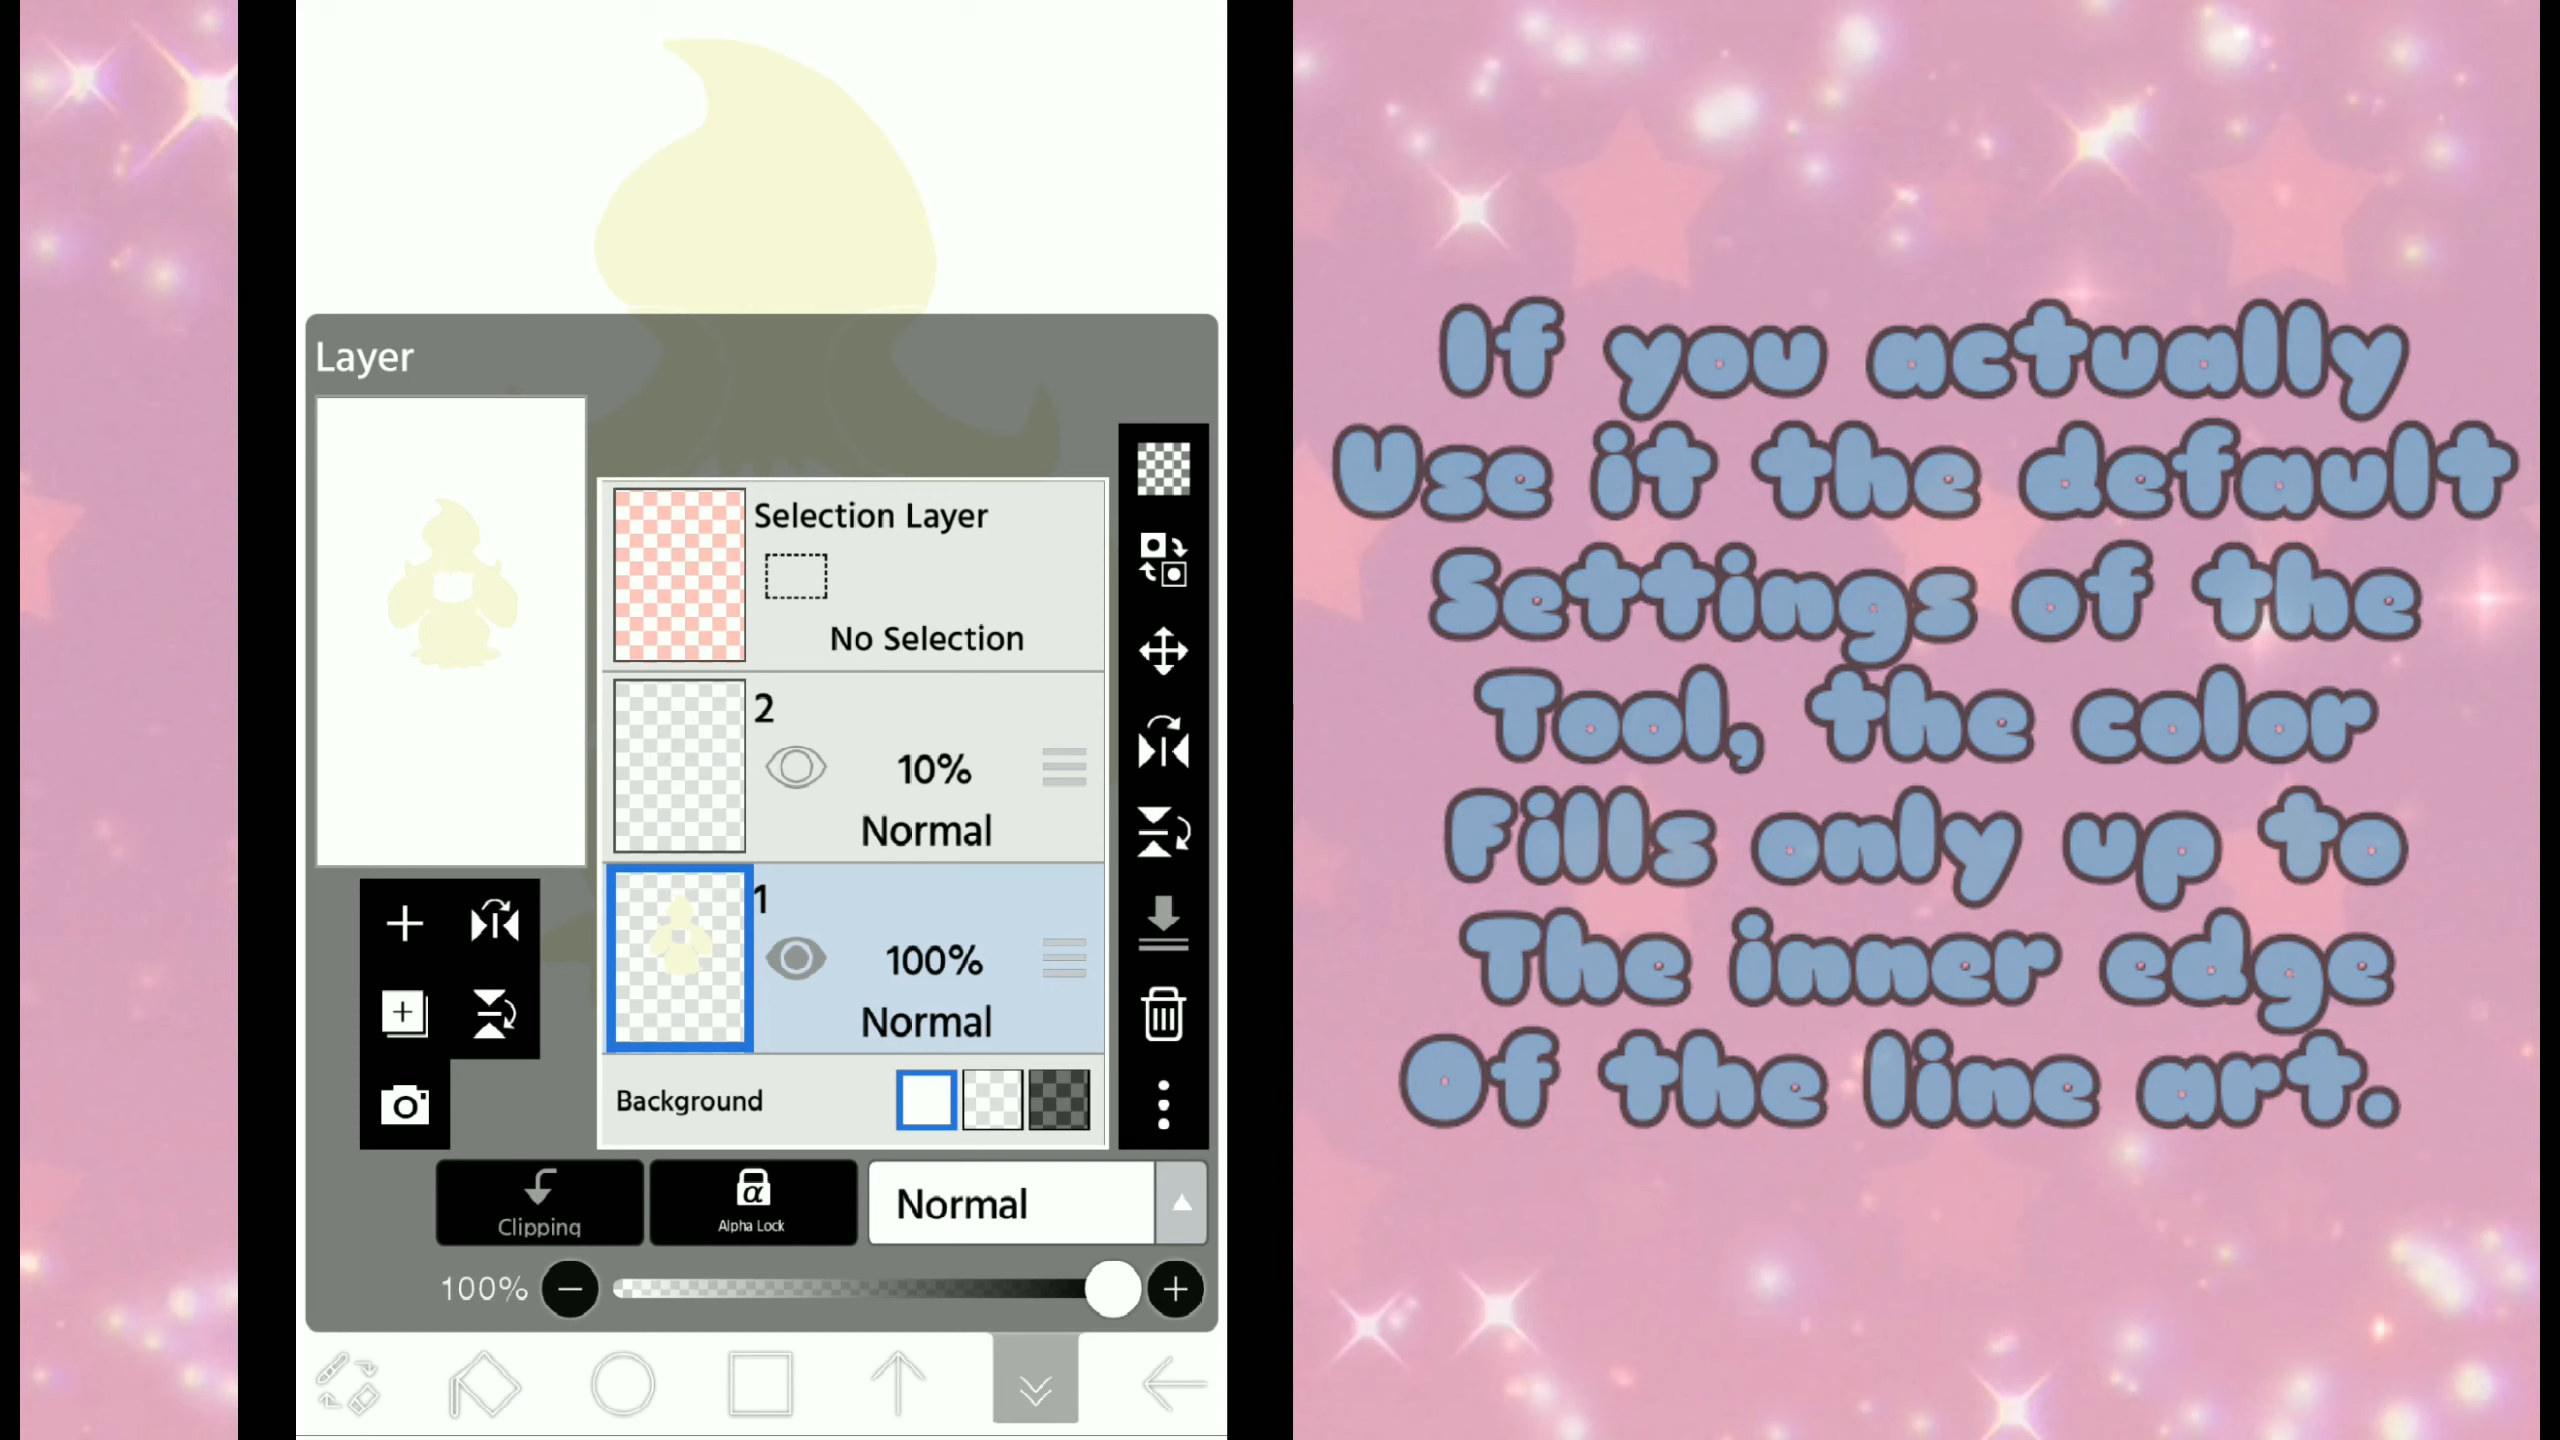 Layer
Selection Layer
No Selection
2
10%
Normal
1
100%
Normal
Background
Clipping
α
Alpha Lock
Normal
100%
If you actually
Use it the default
Settings of the
Tool, the color
Fills only up to
The inner edge
Of the line art.